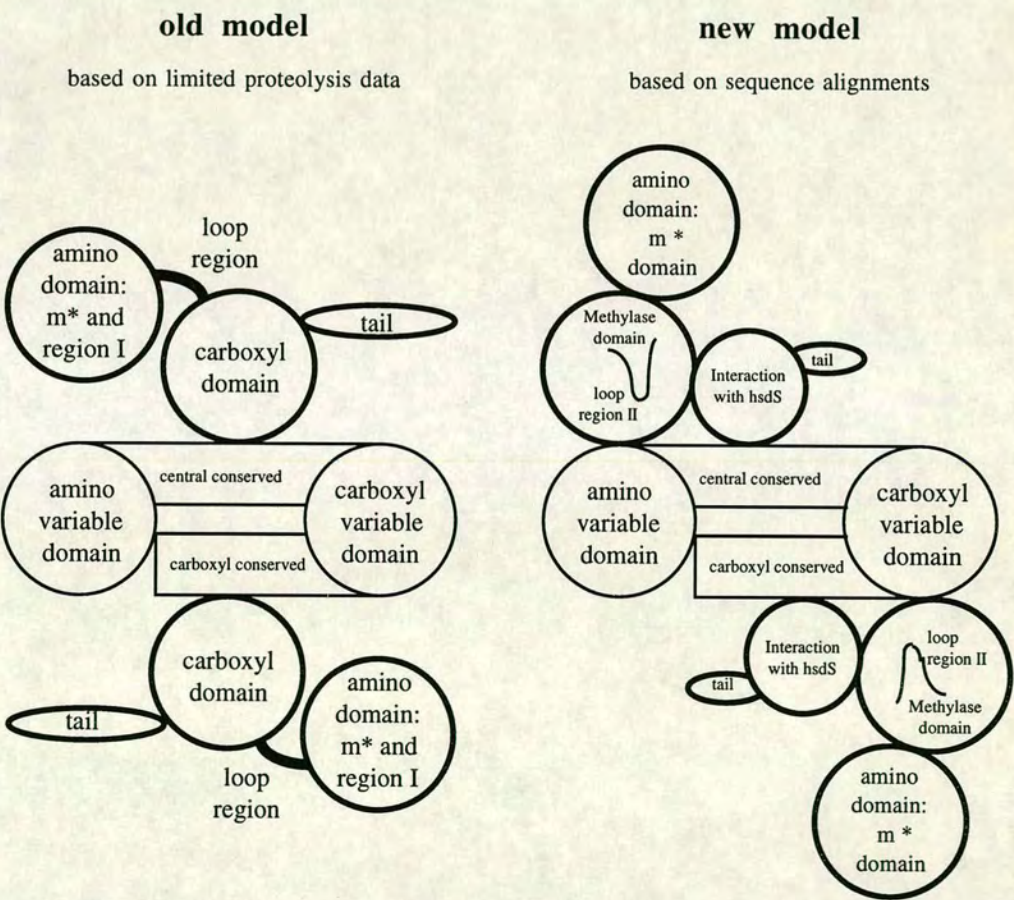 old model
based on limited proteolysis data
loop
region
amino
domain:
m* and
region I
carboxyl
domain
tail
amino
variable
domain
central conserved
carboxyl conserved
carboxyl
variable
domain
carboxyl
domain
tail
loop
region
amino
domain:
m* and
region I
new model
based on sequence alignments
amino
domain:
m *
domain
Methylase
domain
loop
region II
Interaction
with hsdS
tail
amino
variable
domain
central conserved
carboxyl conserved
carboxyl
variable
domain
Interaction
with hsdS
tail
loop
region II
Methylase
domain
amino
domain:
m *
domain